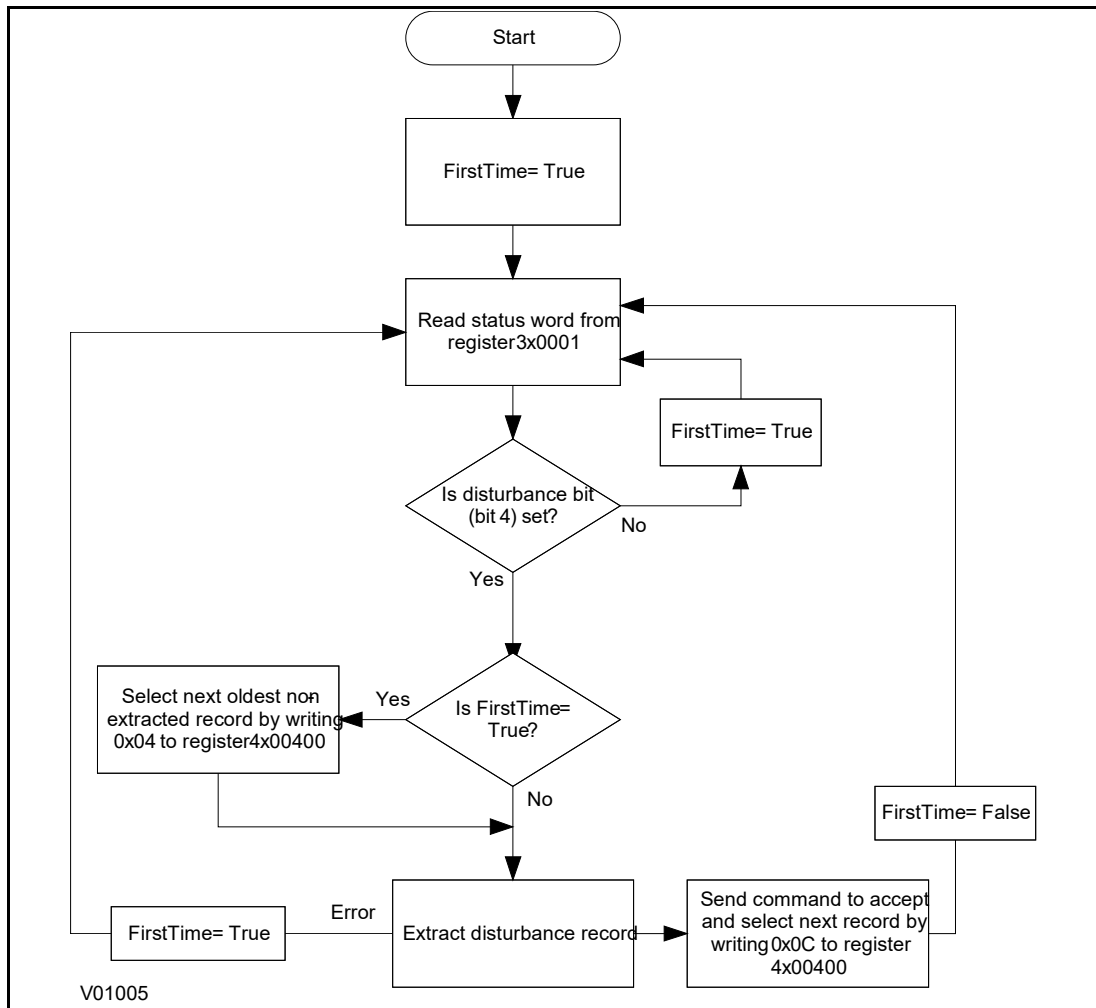 Start
FirstTime= True
Read status word from
register3x0001
FirstTime= True
Is disturbance bit
(bit 4) set?
No
Yes
Select next oldest non-
extracted record by writing
0x04 to register4x00400
Yes
Is FirstTime=
True?
No
FirstTime= False
Error
FirstTime= True
Extract disturbance record
Send command to accept
and select next record by
writing0x0C to register
4x00400
V01005